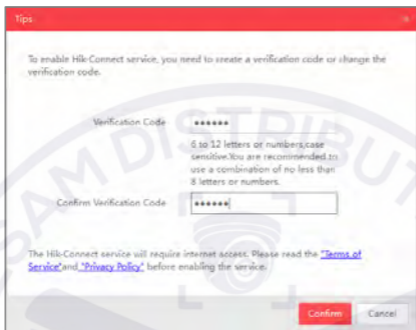 Tips
To enable Hik-Connect service, you need to create a verification code or change the
verification code.
Verification Code ******
6 to 12 letters or numbers,case
sensitive.You are recommended to
use a combination of no less than
8 letters or numbers.
Confirm Verification Code ******
The Hik-Connect service will require internet access. Please read the "Terms of
Service"and "Privacy Policy" before enabling the service.
Confirm Cancel
SAM DISTRIBUT